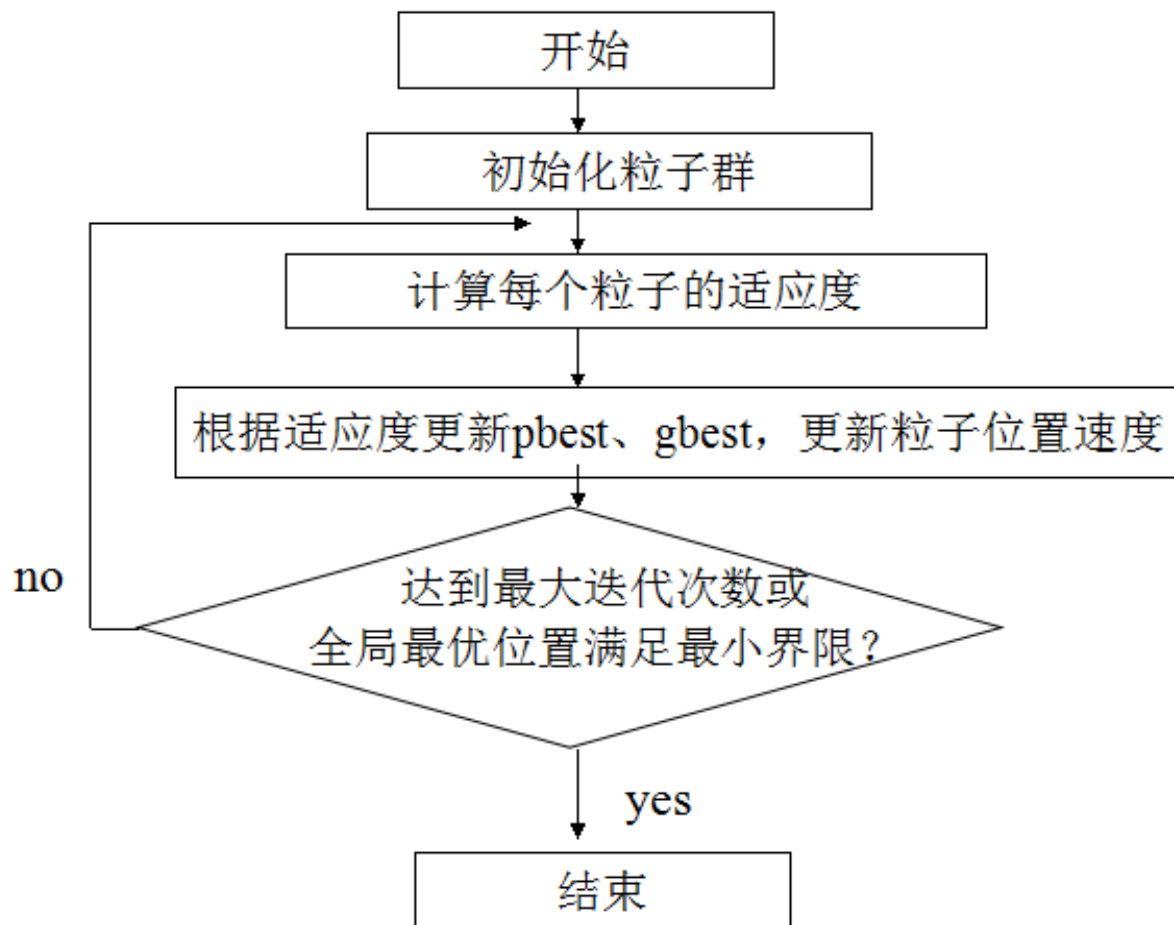 开始
初始化粒子群
计算每个粒子的适应度
根据适应度更新pbest、gbest，更新粒子位置速度
no
达到最大迭代次数或
全局最优位置满足最小界限？
yes
结束